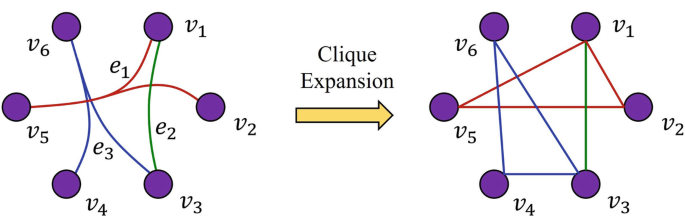 v₆
v₁
e₁
Clique
Expansion
v₅
e₂
v₂
e₃
v₄
v₃
v₆
v₁
v₅
v₂
v₄
v₃